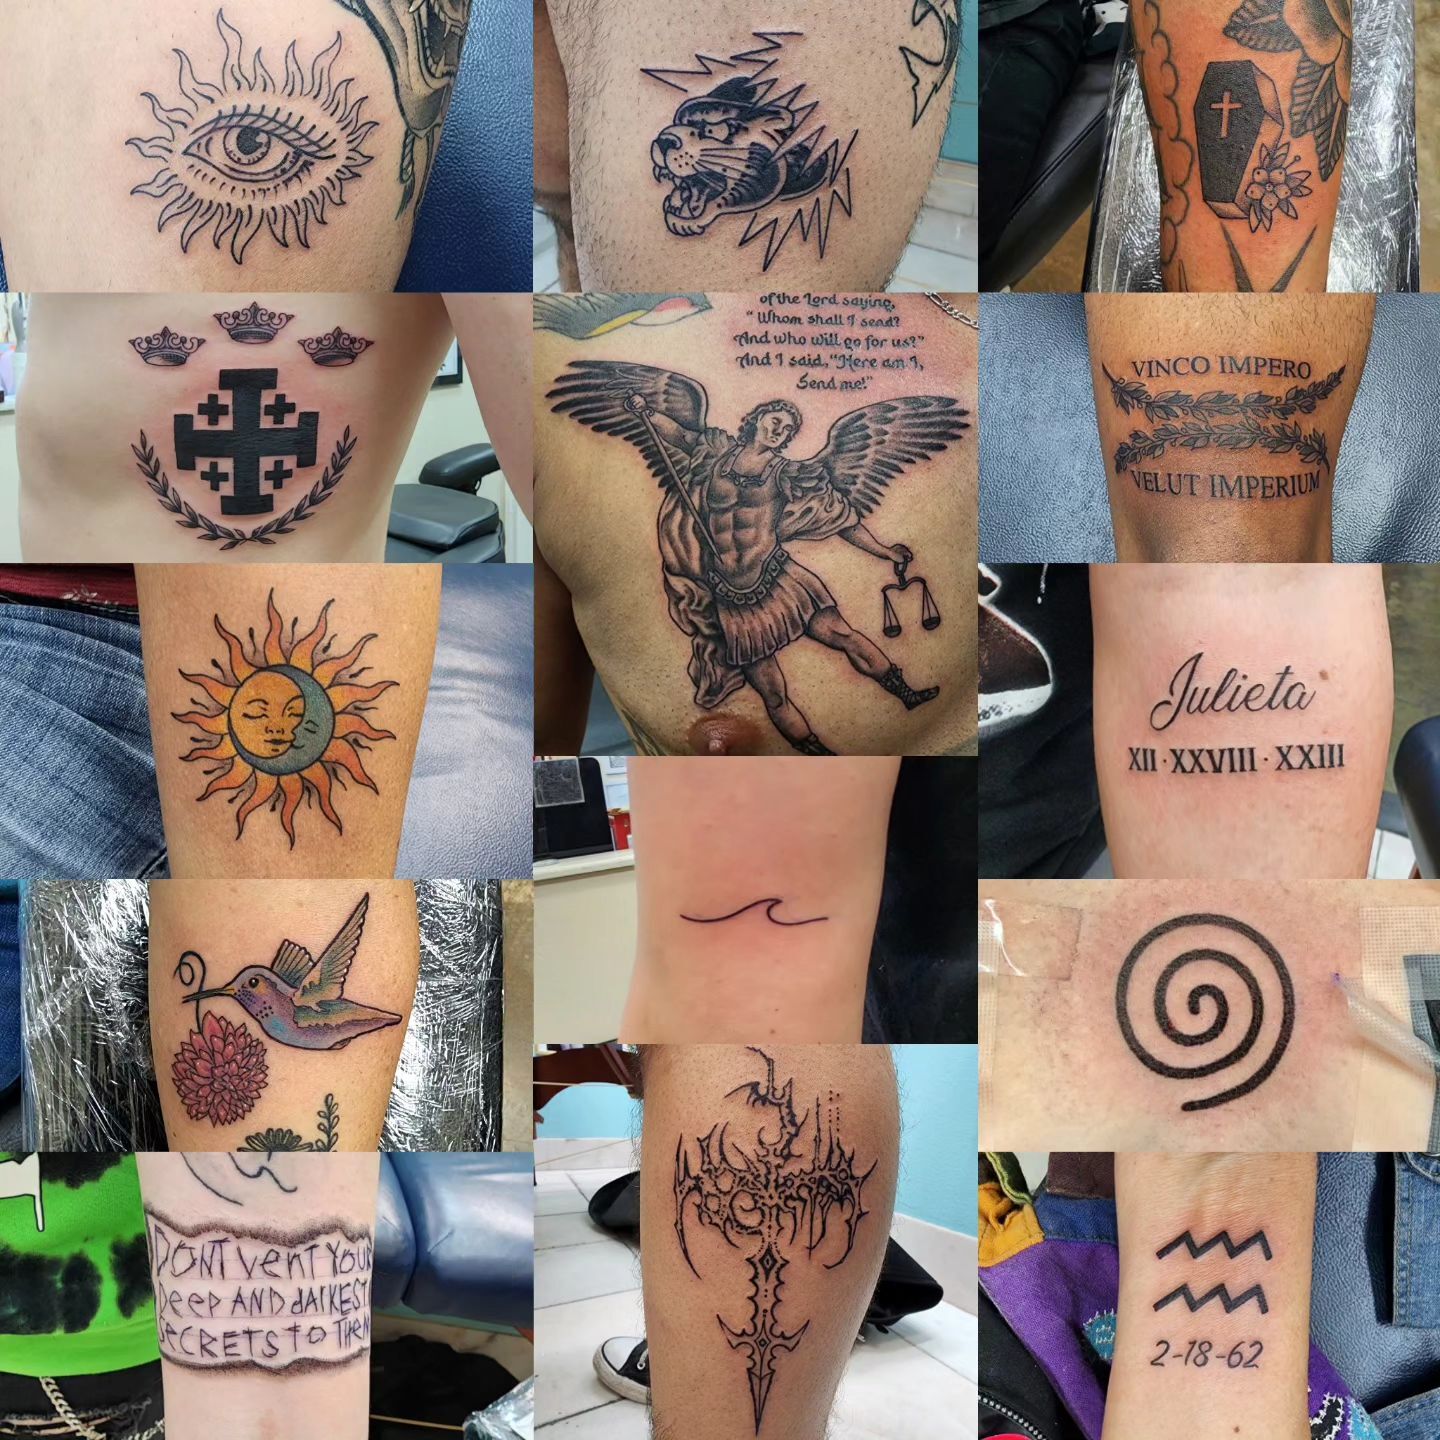 of the Lord saying,
"Whom shall I send?
And who will go for us?"
And I said, "Here am I,
Send me!"
VINCO IMPERO
VELUT IMPERIUM
Julieta
XII · XXVIII · XXIII
DONT VENT YOUR
DEEP AND DARKEST
SECRETS TO THEM
2-18-62